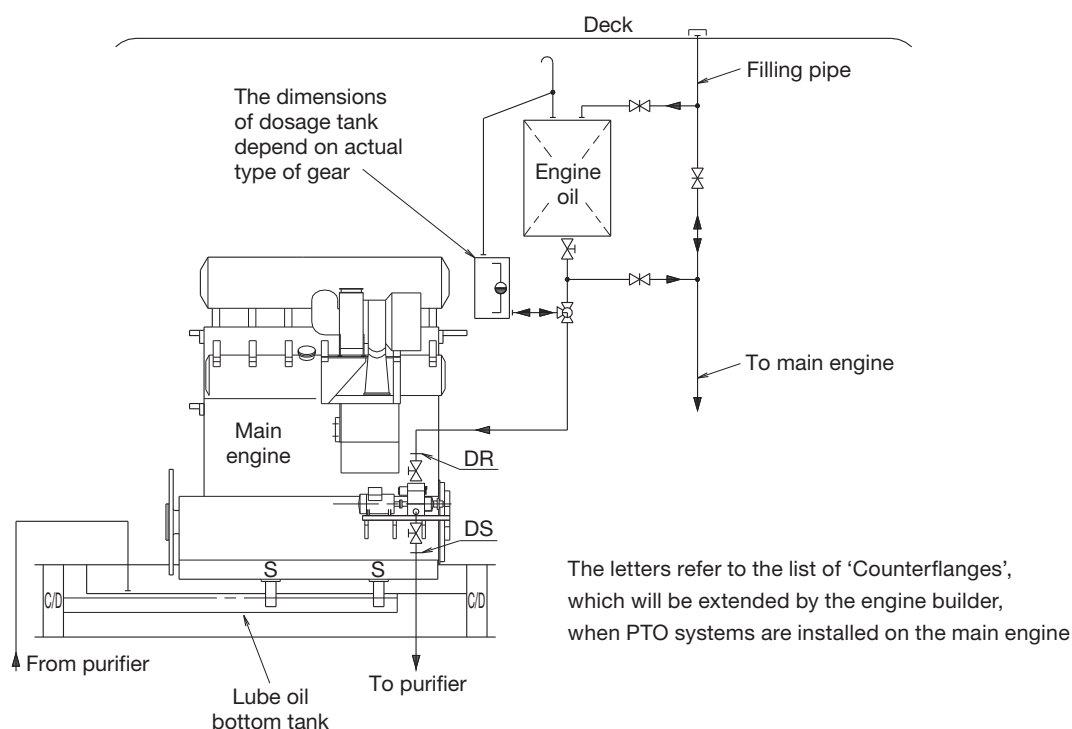 Deck
Filling pipe
The dimensions
of dosage tank
depend on actual
type of gear
Engine
oil
To main engine
Main
engine
DR
DS
S S
C/D C/D
The letters refer to the list of ‘Counterflanges’,
which will be extended by the engine builder,
when PTO systems are installed on the main engine
From purifier
To purifier
Lube oil
bottom tank